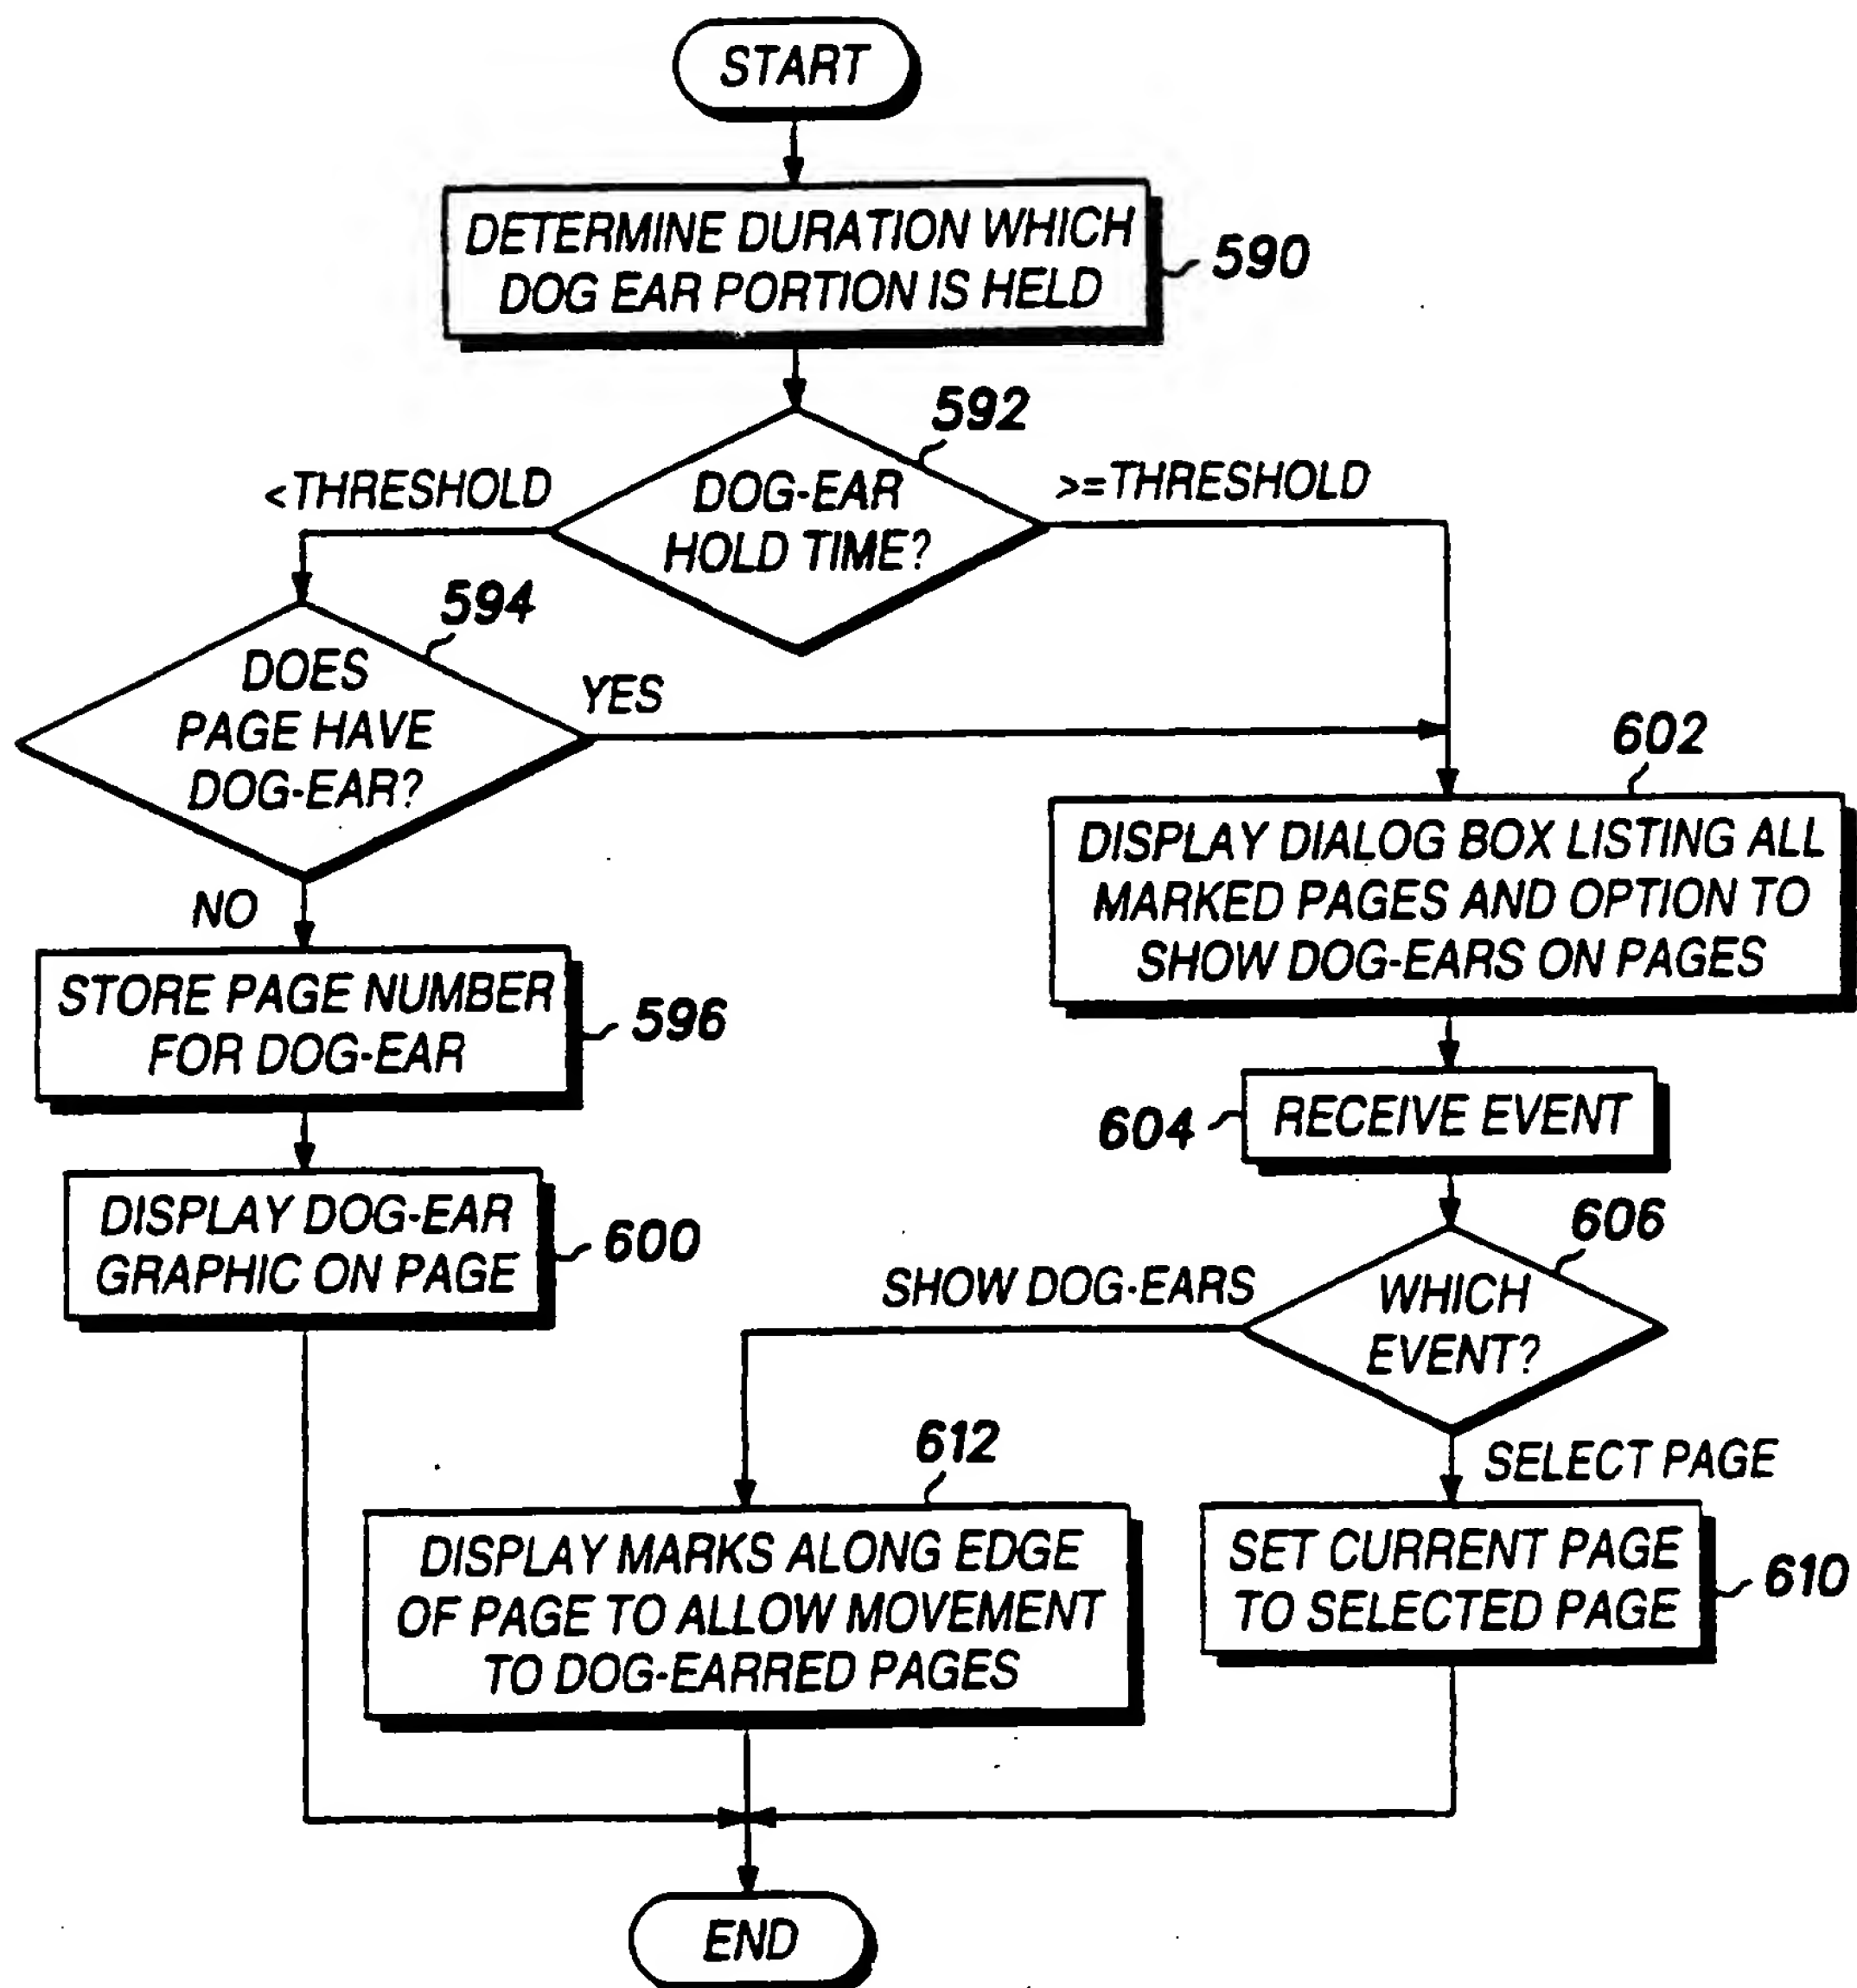 START
DETERMINE DURATION WHICH
DOG EAR PORTION IS HELD
590
592
<THRESHOLD
DOG-EAR
HOLD TIME?
>=THRESHOLD
594
DOES
PAGE HAVE
DOG-EAR?
YES
NO
602
DISPLAY DIALOG BOX LISTING ALL
MARKED PAGES AND OPTION TO
SHOW DOG-EARS ON PAGES
STORE PAGE NUMBER
FOR DOG-EAR
596
604
RECEIVE EVENT
DISPLAY DOG-EAR
GRAPHIC ON PAGE
600
606
SHOW DOG-EARS
WHICH
EVENT?
SELECT PAGE
612
DISPLAY MARKS ALONG EDGE
OF PAGE TO ALLOW MOVEMENT
TO DOG-EARRED PAGES
SET CURRENT PAGE
TO SELECTED PAGE
610
END